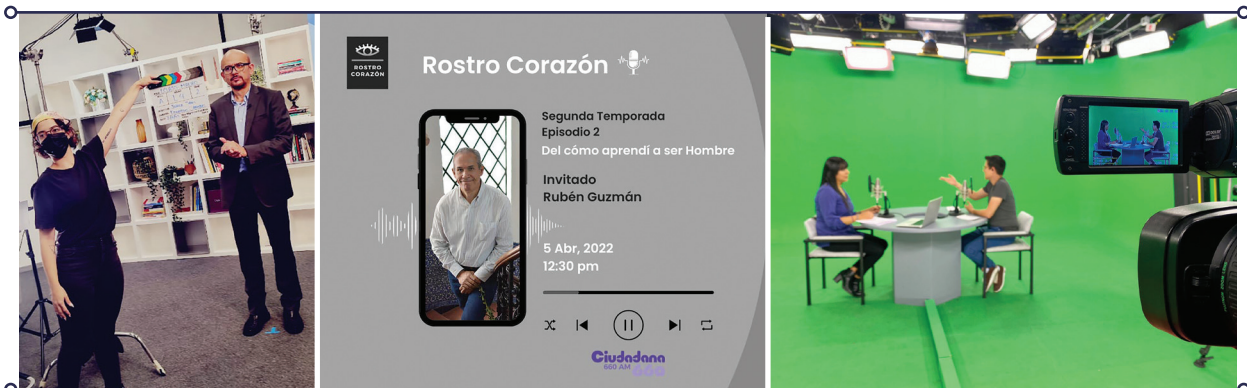 ROSTRO
CORAZÓN
Rostro Corazón
Segunda Temporada
Episodio 2
Del cómo aprendí a ser Hombre
Invitado
Rubén Guzmán
5 Abr, 2022
12:30 pm
Ciudadana
660 AM
660